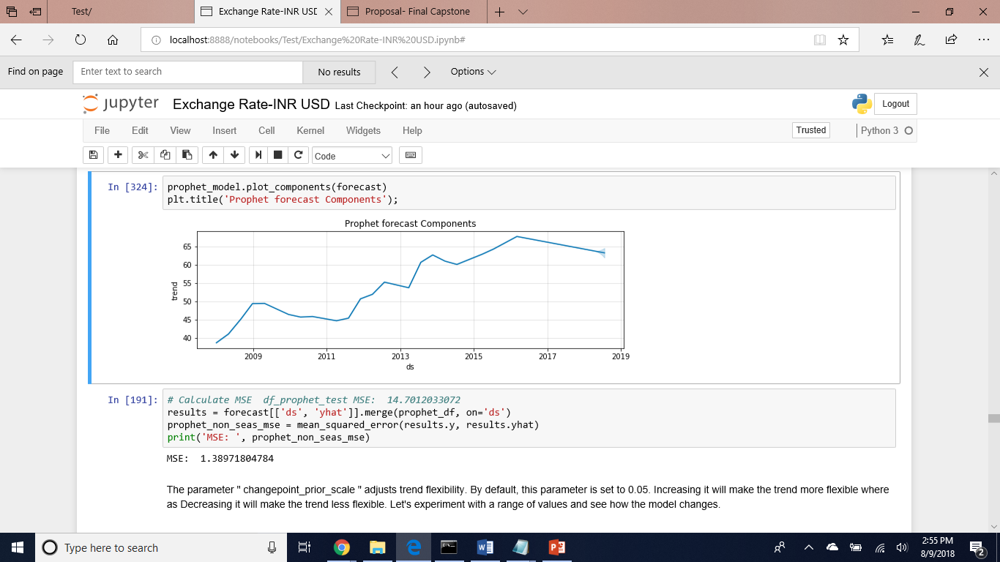 Test/
Exchange Rate-INR USD
Proposal- Final Capstone
localhost:8888/notebooks/Test/Exchange%20Rate-INR%20USD.ipynb#
Find on page
Enter text to search
No results
Options
jupyter
Exchange Rate-INR USD Last Checkpoint: an hour ago (autosaved)
Logout
File Edit View Insert Cell Kernel Widgets Help
Trusted
Python 3
Code
In [324]:
prophet_model.plot_components(forecast)
plt.title('Prophet forecast Components');
Prophet forecast Components
65
60
55
50
45
40
trend
2009 2011 2013 2015 2017 2019
ds
In [191]:
# Calculate MSE  df_prophet_test MSE:  14.7012033072
results = forecast[['ds', 'yhat']].merge(prophet_df, on='ds')
prophet_non_seas_mse = mean_squared_error(results.y, results.yhat)
print('MSE: ', prophet_non_seas_mse)
MSE:  1.38971804784
The parameter " changepoint_prior_scale " adjusts trend flexibility. By default, this parameter is set to 0.05. Increasing it will make the trend more flexible where
as Decreasing it will make the trend less flexible. Let's experiment with a range of values and see how the model changes.
Type here to search
2:55 PM
8/9/2018
2